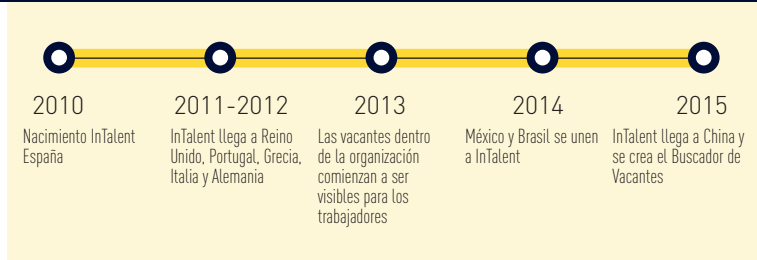 2010
Nacimiento InTalent
España
2011-2012
InTalent llega a Reino
Unido, Portugal, Grecia,
Italia y Alemania
2013
Las vacantes dentro
de la organización
comienzan a ser
visibles para los
trabajadores
2014
México y Brasil se unen
a InTalent
2015
InTalent llega a China y
se crea el Buscador de
Vacantes